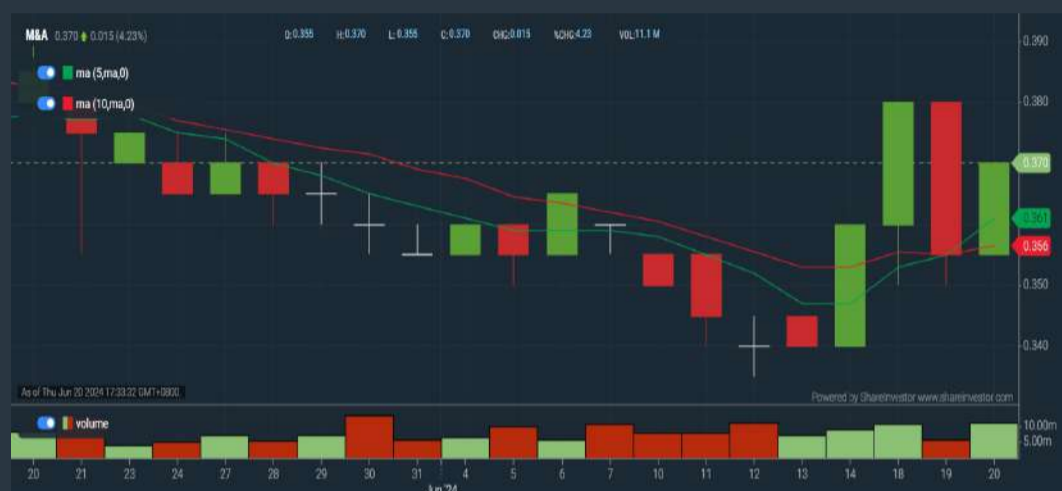 M&A 0.370 0.015 (4.23%) O:0.355 H:0.370 L: 0.355 C: 0.370 CHG:0.015 %CHG:4.23 VOL:11.1 M
ma (5,ma,0)
ma (10,ma,0)
0.390
0.380
0.370
0.361
0.356
0.350
0.340
As of Thu Jun 20 2024 17:33:32 GMT+0800
Powered by ShareInvestor www.shareinvestor.com
volume
10.00m
5.00m
20 21 23 24 27 28 29 30 31 4 5 6 7 10 11 12 13 14 18 19 20
Jun '24